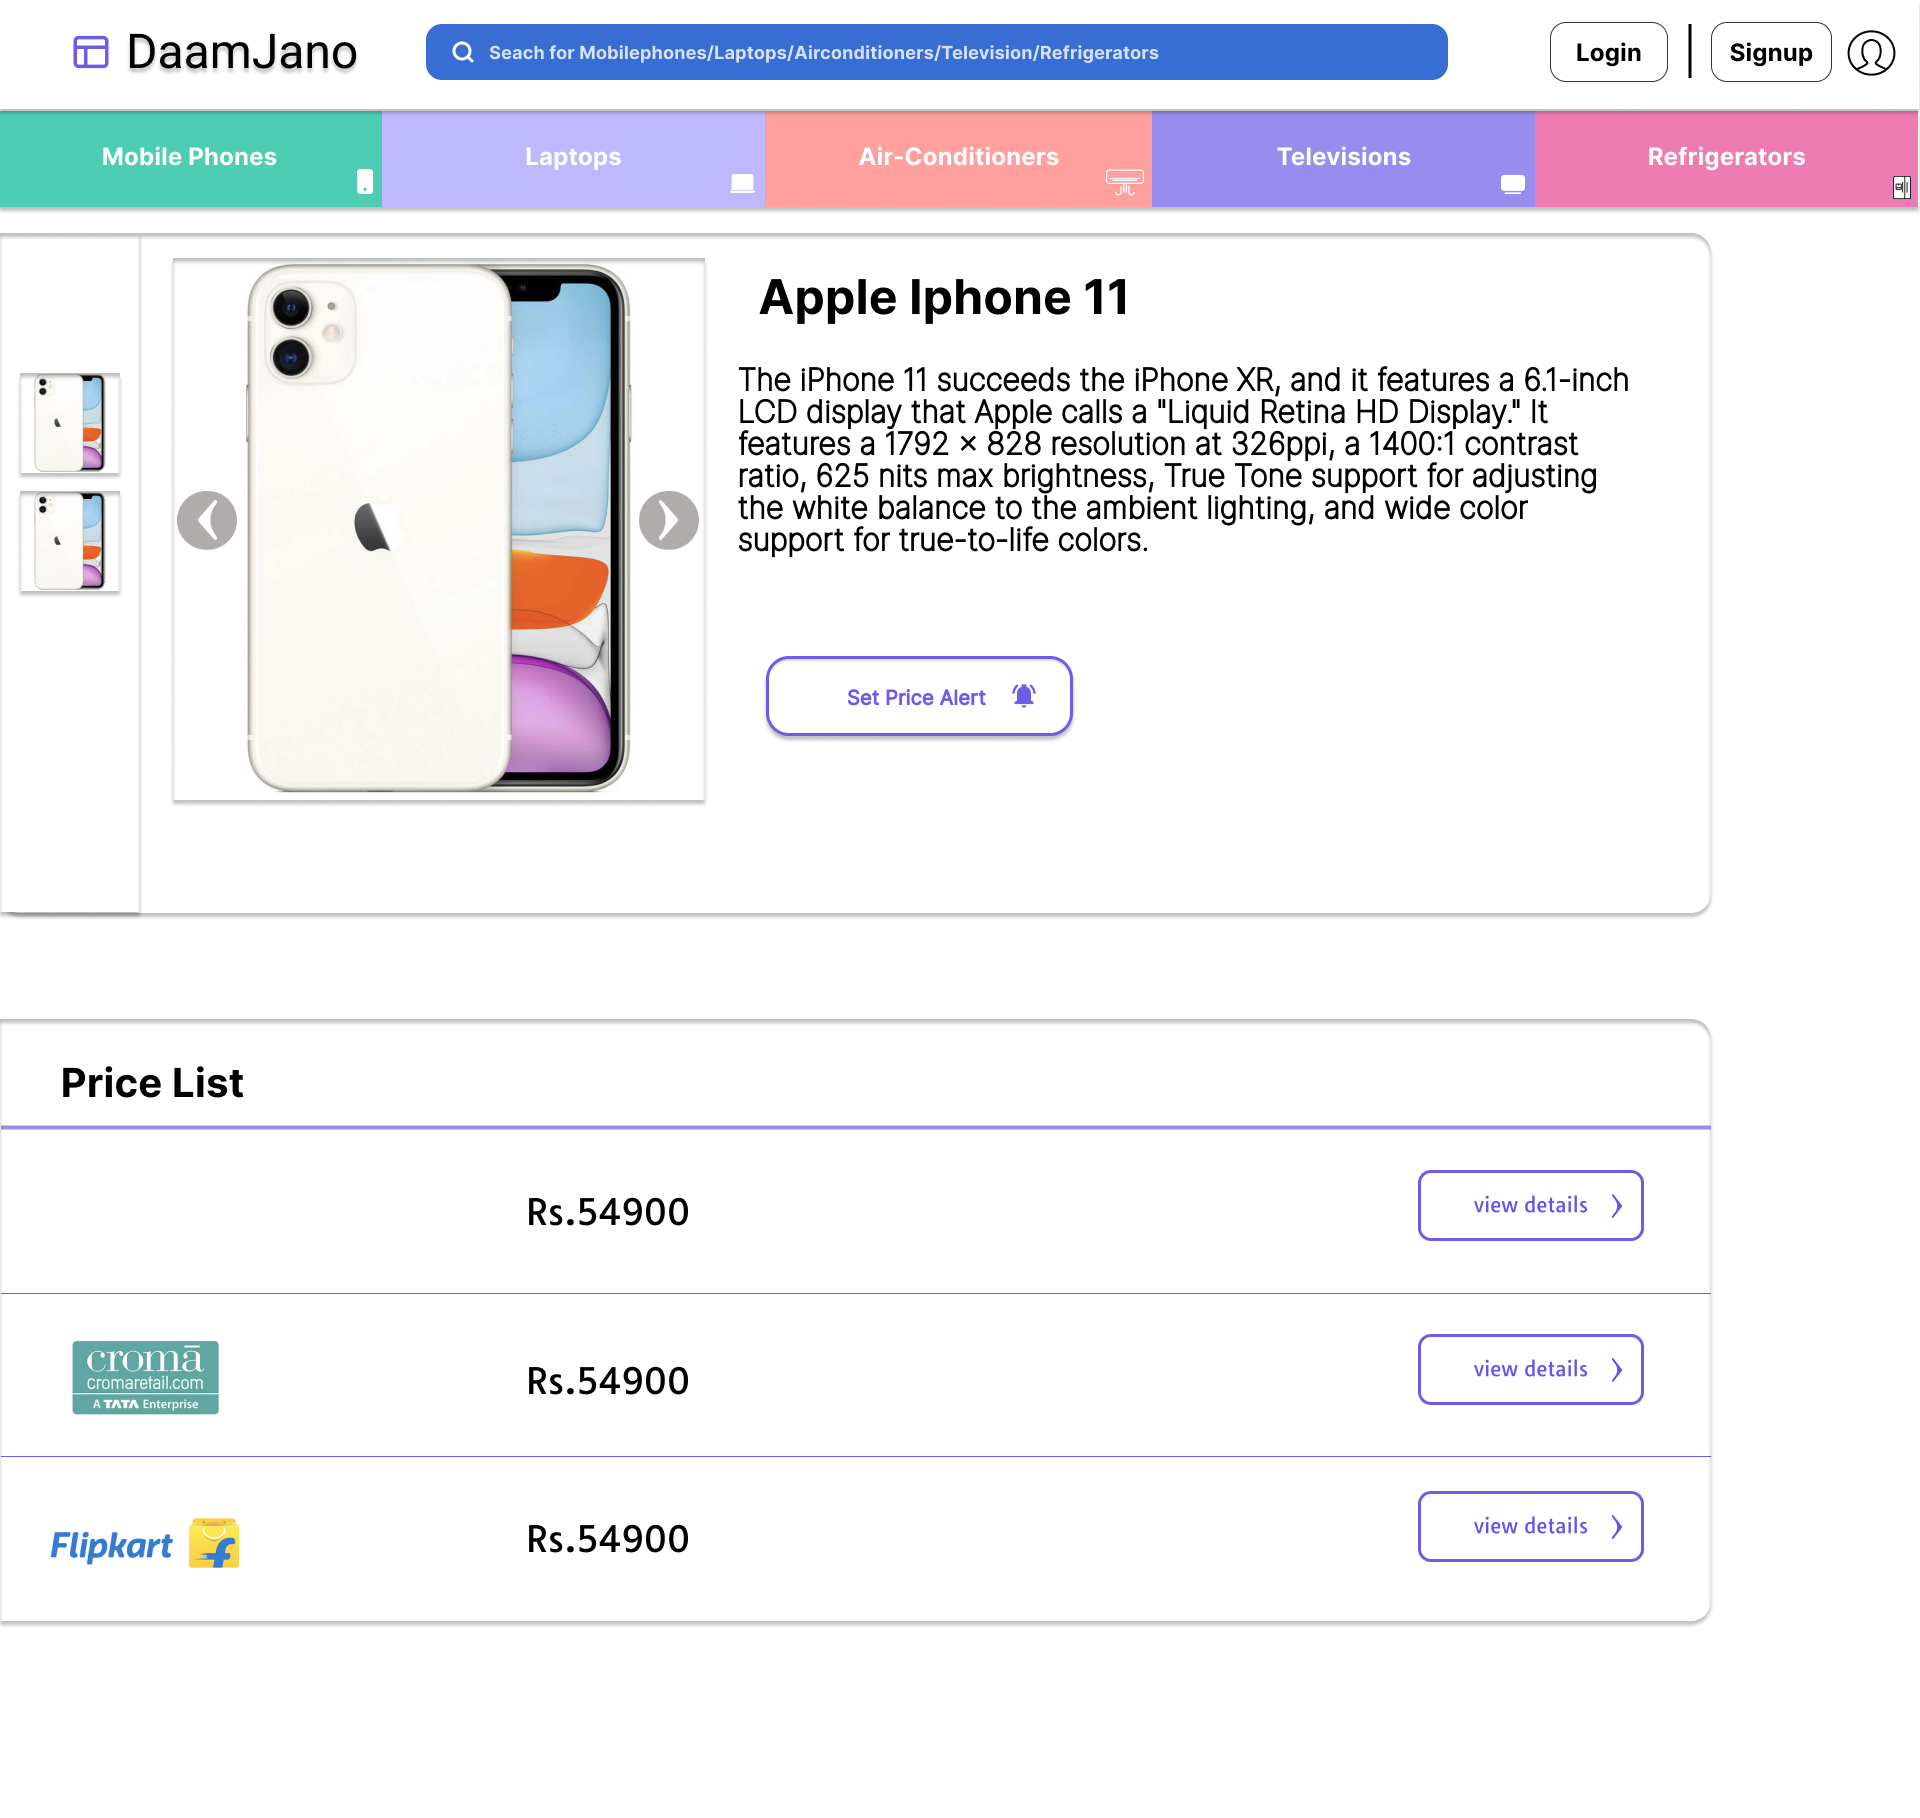 DaamJano
Seach for Mobilephones/Laptops/Airconditioners/Television/Refrigerators
Login
Signup
Mobile Phones
Laptops
Air-Conditioners
Televisions
Refrigerators
Apple Iphone 11
The iPhone 11 succeeds the iPhone XR, and it features a 6.1-inch
LCD display that Apple calls a "Liquid Retina HD Display." It
features a 1792 × 828 resolution at 326ppi, a 1400:1 contrast
ratio, 625 nits max brightness, True Tone support for adjusting
the white balance to the ambient lighting, and wide color
support for true-to-life colors.
Set Price Alert
Price List
Rs.54900
view details
cromā
cromaretail.com
A TATA Enterprise
Rs.54900
view details
Flipkart
Rs.54900
view details